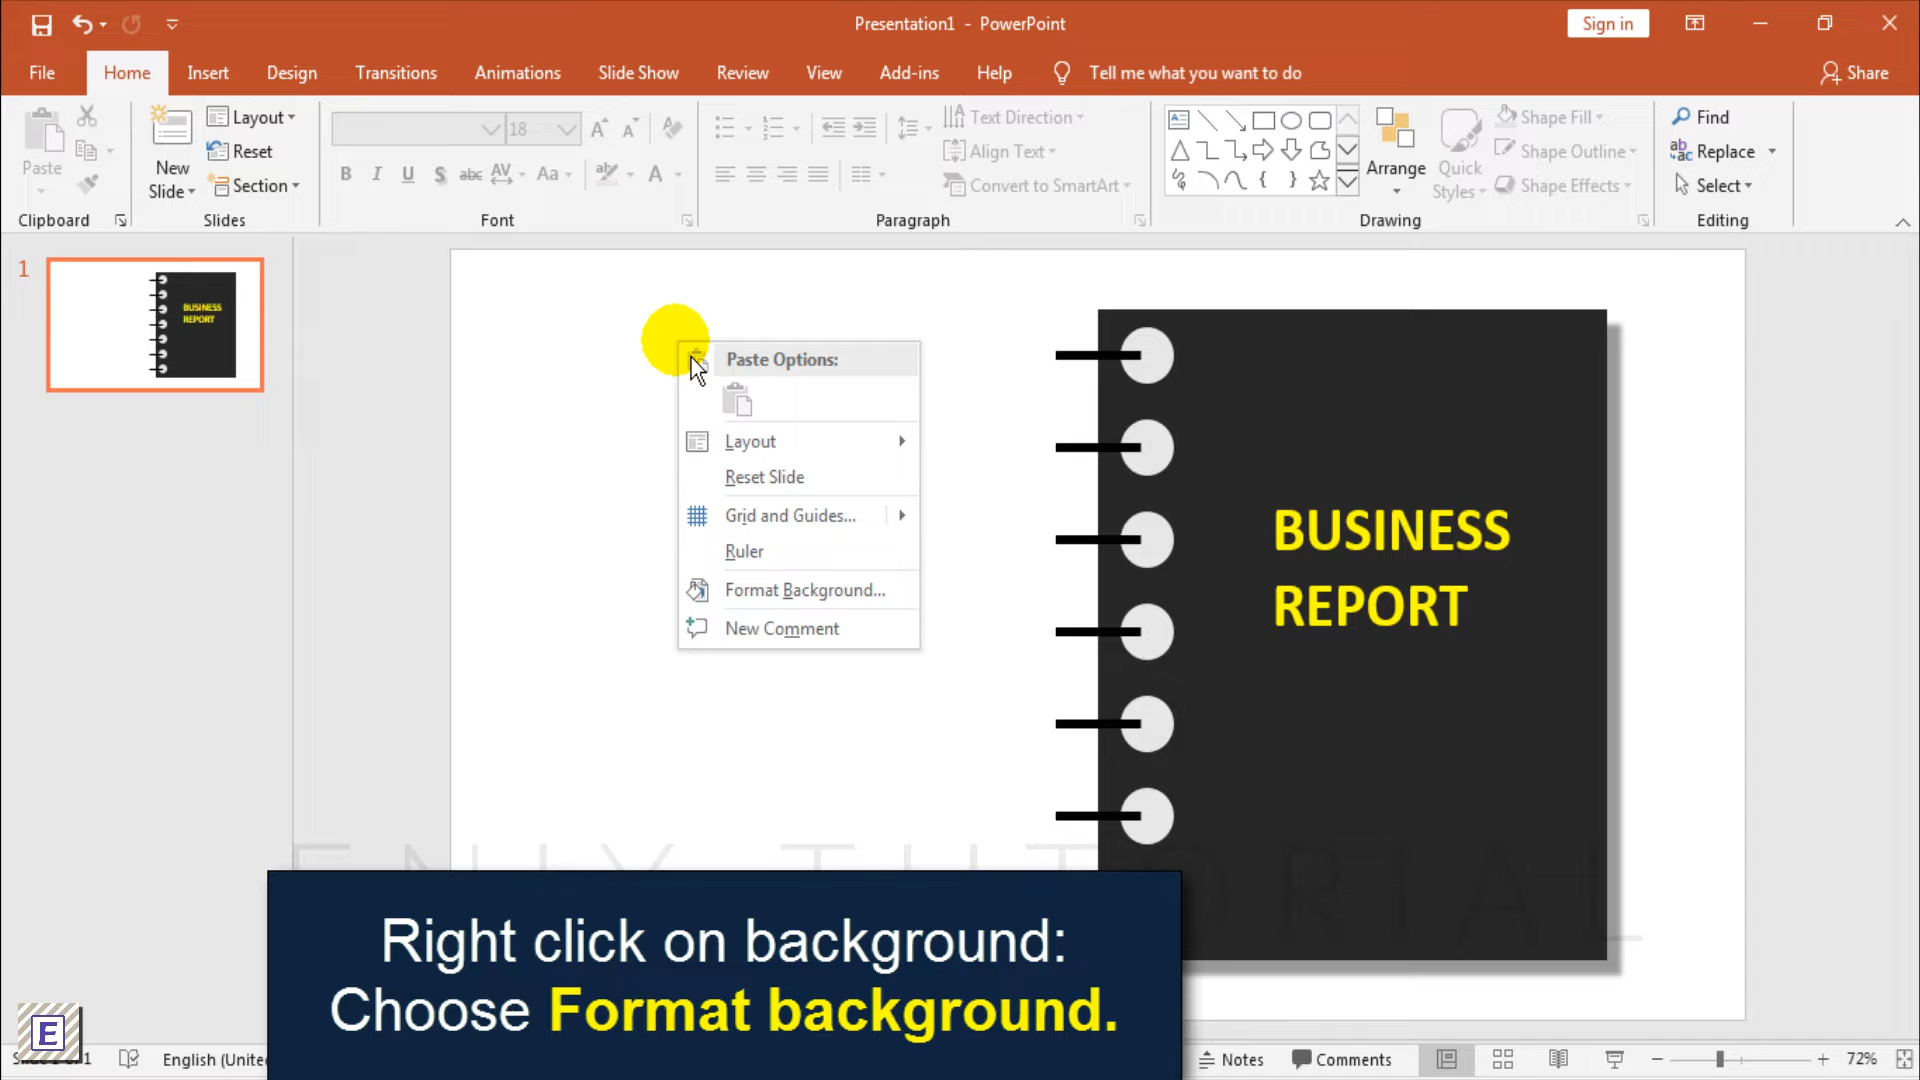 Presentation1 - PowerPoint
Sign in
File Home Insert Design Transitions Animations Slide Show Review View Add-ins Help Tell me what you want to do Share
Paste
Clipboard
New Slide
Layout
Reset
Section
Slides
18
B I U S abc AV Aa A
Font
Text Direction
Align Text
Convert to SmartArt
Paragraph
Arrange
Quick Styles
Shape Fill
Shape Outline
Shape Effects
Drawing
Find
Replace
Select
Editing
1
BUSINESS
REPORT
Paste Options:
Layout
Reset Slide
Grid and Guides...
Ruler
Format Background...
New Comment
BUSINESS
REPORT
TUTORIAL
Right click on background:
Choose Format background.
E
English (Unite
Notes Comments 72%